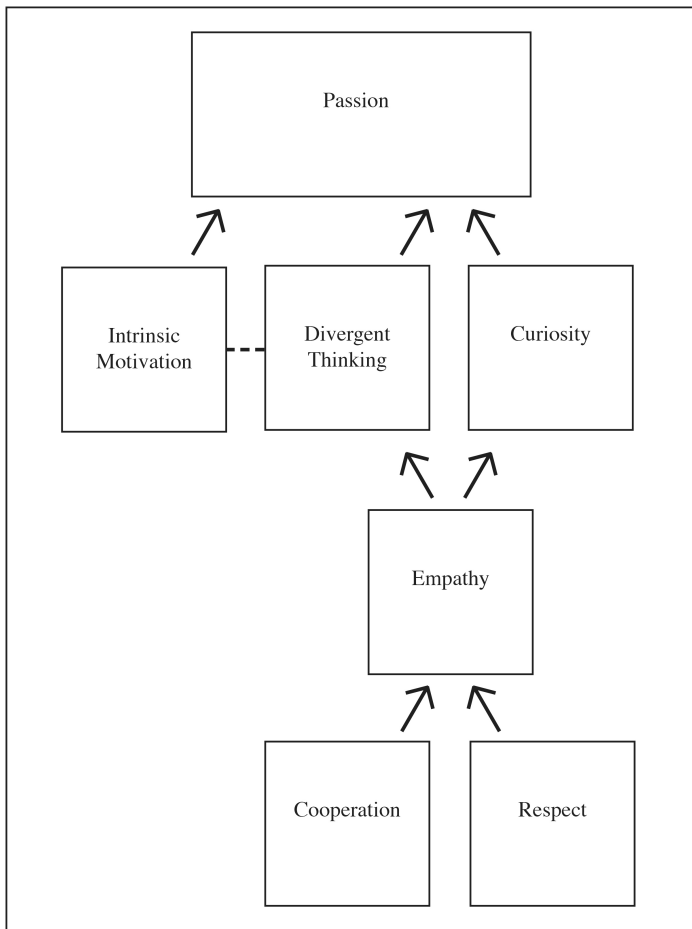 Passion
Intrinsic
Motivation
Divergent
Thinking
Curiosity
Empathy
Cooperation
Respect